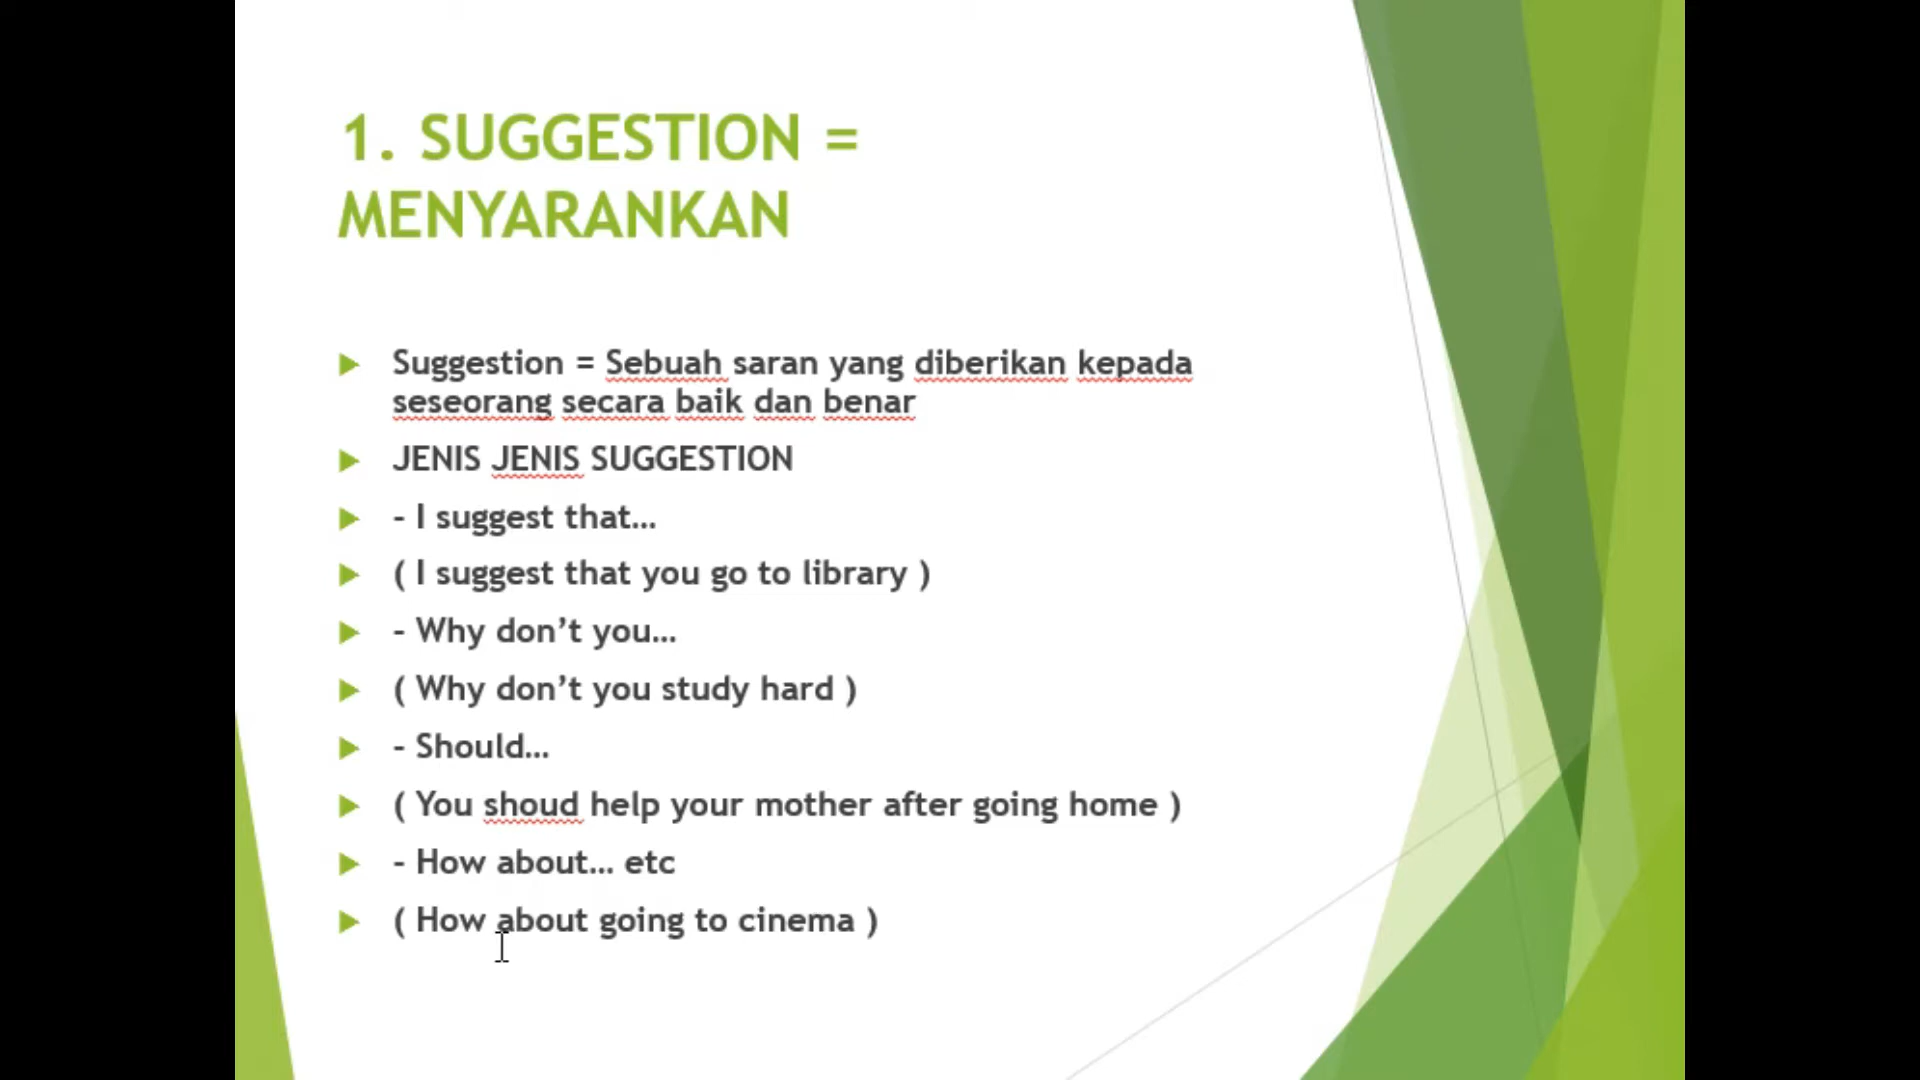 1. SUGGESTION =
MENYARANKAN
Suggestion = Sebuah saran yang diberikan kepada
seseorang secara baik dan benar
JENIS JENIS SUGGESTION
- I suggest that...
( I suggest that you go to library )
- Why don’t you...
( Why don’t you study hard )
- Should...
( You shoud help your mother after going home )
- How about... etc
( How about going to cinema )